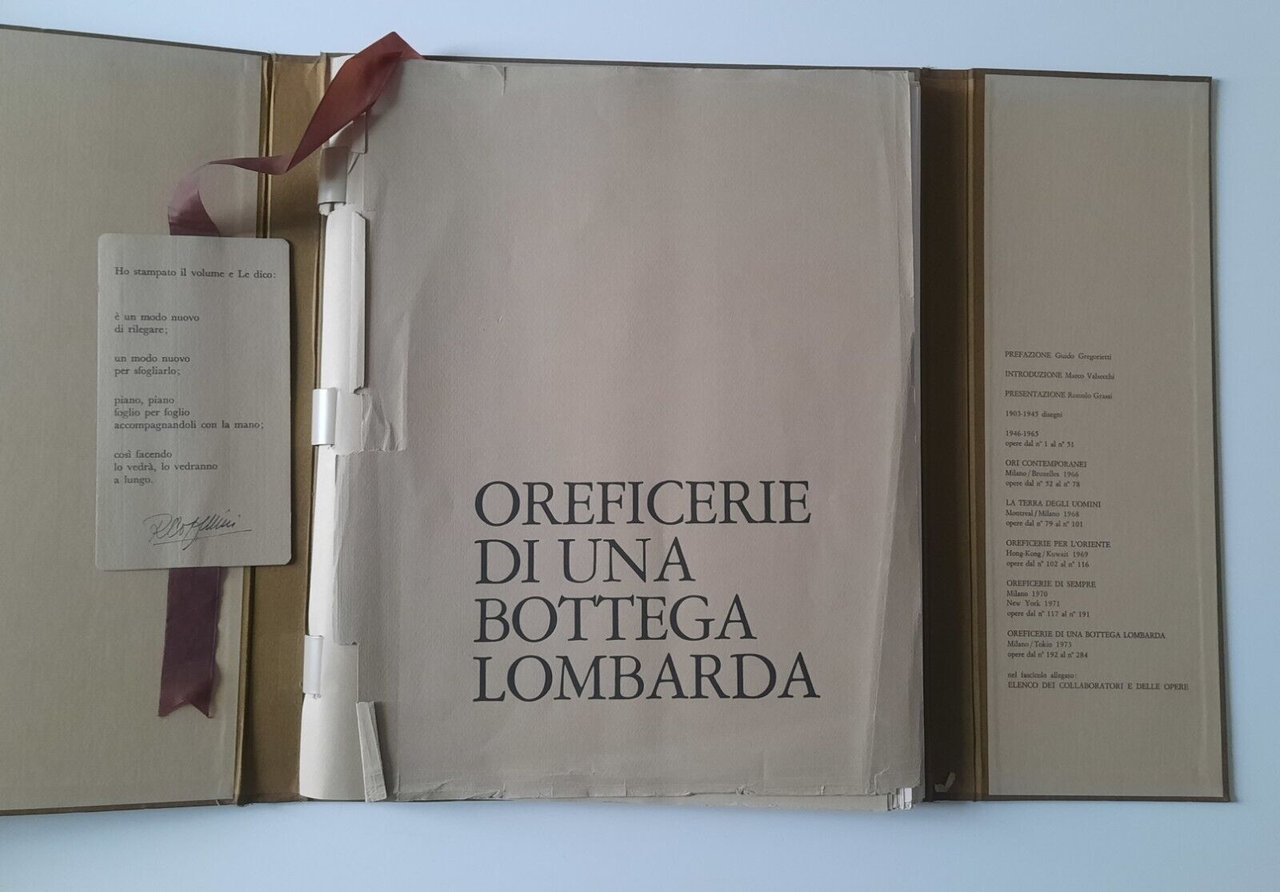 Ho stampato il volume e Le dico:
è un modo nuovo
di rilegare;
un modo nuovo
per sfogliarlo;
piano, piano
foglio per foglio
accompagnandoli con la mano;
così facendo
lo vedrà, lo vedranno
a lungo.
OREFICERIE
DI UNA
BOTTEGA
LOMBARDA
PREFAZIONE Guido Gregorietti
INTRODUZIONE Marco Valsecchi
PRESENTAZIONE Romolo Grassi
1903-1945 disegni
1946-1965
opere dal n° 1 al n° 51
ORI CONTEMPORANEI
Milano/Bruxelles 1966
opere dal n° 52 al n° 78
LA TERRA DEGLI UOMINI
Montreal/Milano 1968
opere dal n° 79 al n° 101
OREFICERIE PER L'ORIENTE
Hong-Kong/Kuwait 1969
opere dal n° 102 al n° 116
OREFICERIE DI SEMPRE
Milano 1970
New York 1971
opere dal n° 117 al n° 191
OREFICERIE DI UNA BOTTEGA LOMBARDA
Milano/Tokio 1973
opere dal n° 192 al n° 284
nel fascicolo allegato:
ELENCO DEI COLLABORATORI E DELLE OPERE